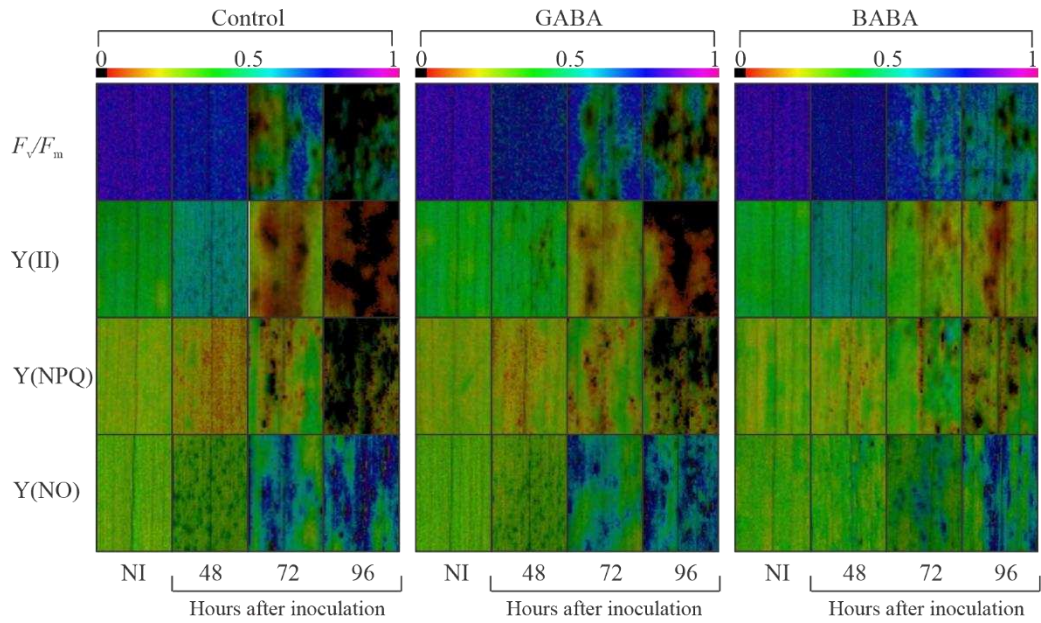 Control GABA BABA
0 0.5 1 0 0.5 1 0 0.5 1
Fv/Fm
Y(II)
Y(NPQ)
Y(NO)
NI 48 72 96 NI 48 72 96 NI 48 72 96
Hours after inoculation Hours after inoculation Hours after inoculation